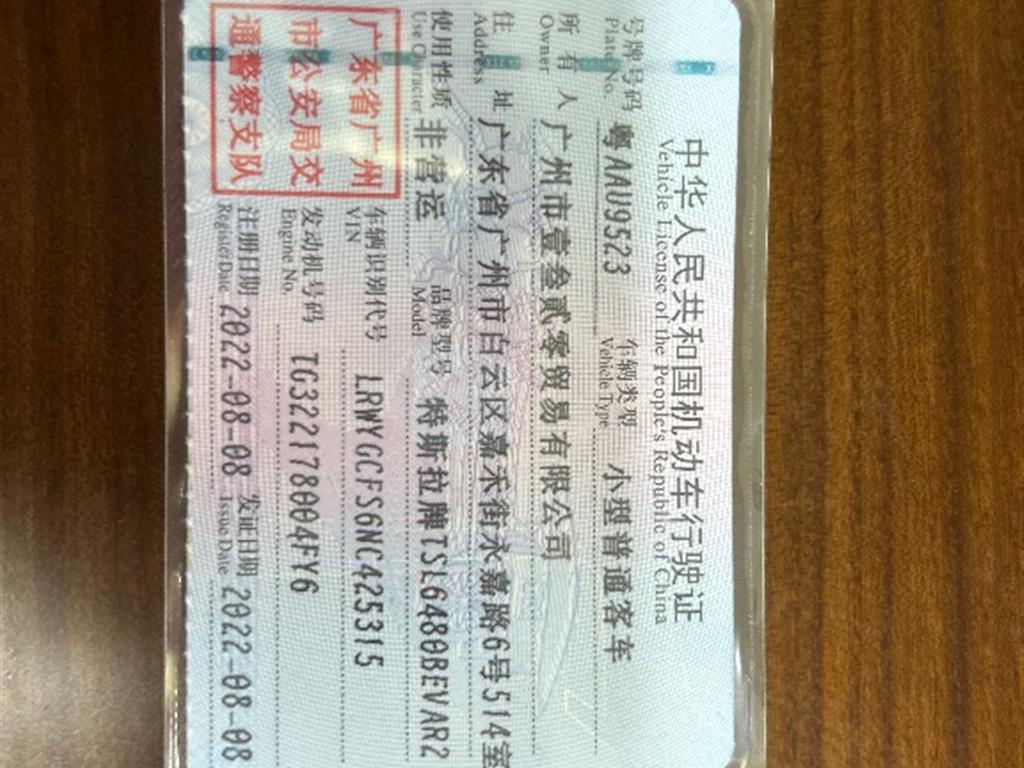 中华人民共和国机动车行驶证
Vehicle License of the People's Republic of China
号牌号码 粤AAU9523 车辆类型 小型普通客车
Plate No. Vehicle Type
所有人 广州市壹叁贰零贸易有限公司
Owner
住址 广东省广州市白云区嘉禾街永嘉路6号514室
Address
使用性质 非营运 品牌型号 特斯拉牌TSL6480BEVAR2
Use Character Model
广东省广州
市公安局交
通警察支队
车辆识别代号 LRWYGCFS6NC425315
VIN
发动机号码 TG322178004FY6
Engine No.
注册日期 2022-08-08 发证日期 2022-08-08
Register Date Issue Date